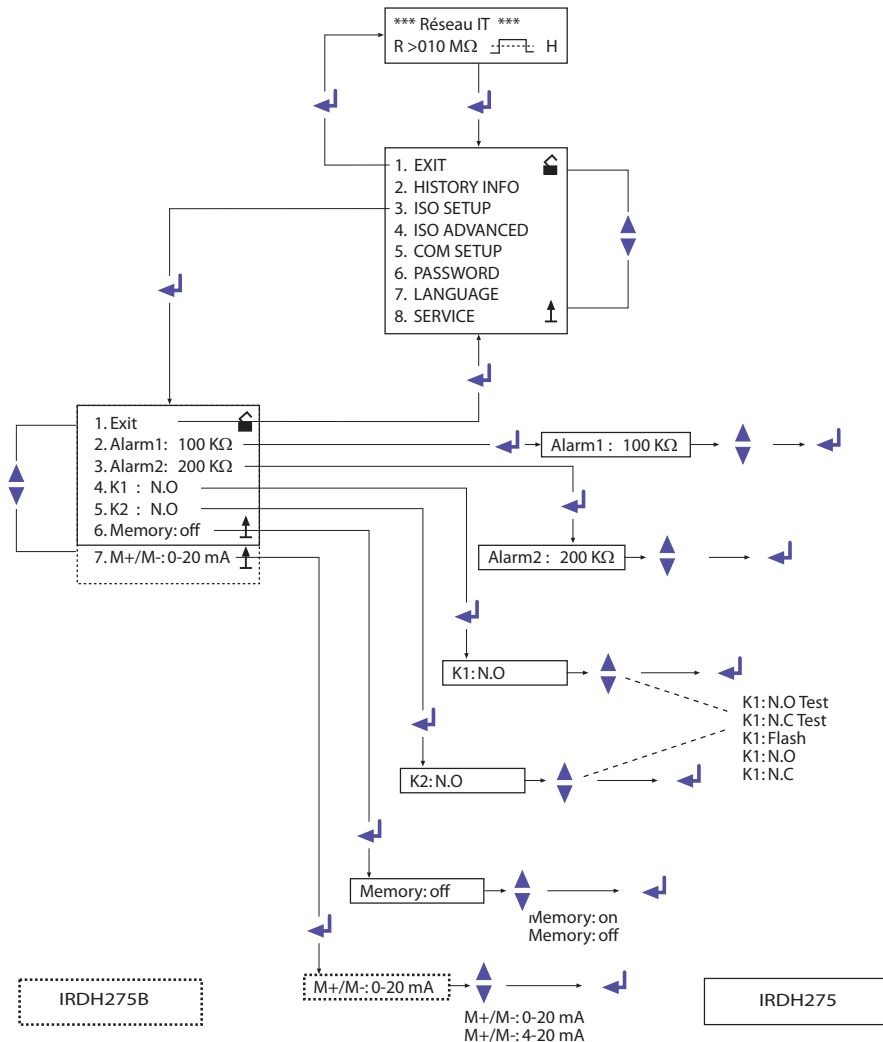 *** Réseau IT ***
R >010 MΩ H
1. EXIT
2. HISTORY INFO
3. ISO SETUP
4. ISO ADVANCED
5. COM SETUP
6. PASSWORD
7. LANGUAGE
8. SERVICE
1. Exit
2. Alarm1: 100 KΩ
3. Alarm2: 200 KΩ
4. K1 : N.O
5. K2 : N.O
6. Memory: off
7. M+/M-: 0-20 mA
Alarm1 : 100 KΩ
Alarm2 : 200 KΩ
K1: N.O
K1: N.O Test
K1: N.C Test
K1: Flash
K1: N.O
K1: N.C
K2: N.O
Memory: off
Memory: on
Memory: off
M+/M-: 0-20 mA
M+/M-: 0-20 mA
M+/M-: 4-20 mA
IRDH275B
IRDH275